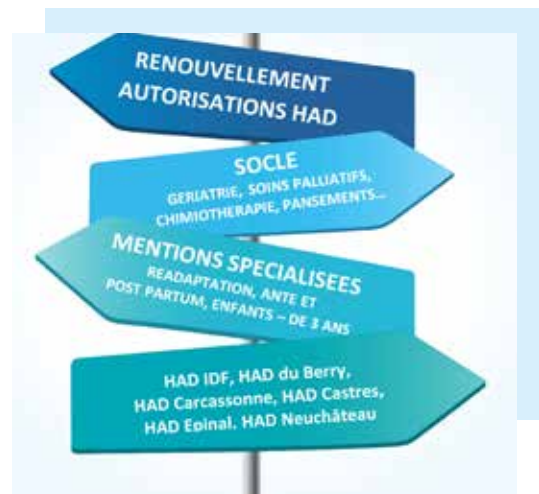 RENOUVELLEMENT
AUTORISATIONS HAD
SOCLE
GERIATRIE, SOINS PALLIATIFS,
CHIMIOTHERAPIE, PANSEMENTS...
MENTIONS SPECIALISEES
READAPTATION, ANTE ET
POST PARTUM, ENFANTS – DE 3 ANS
HAD IDF, HAD du Berry,
HAD Carcassonne, HAD Castres,
HAD Epinal. HAD Neuchâteau